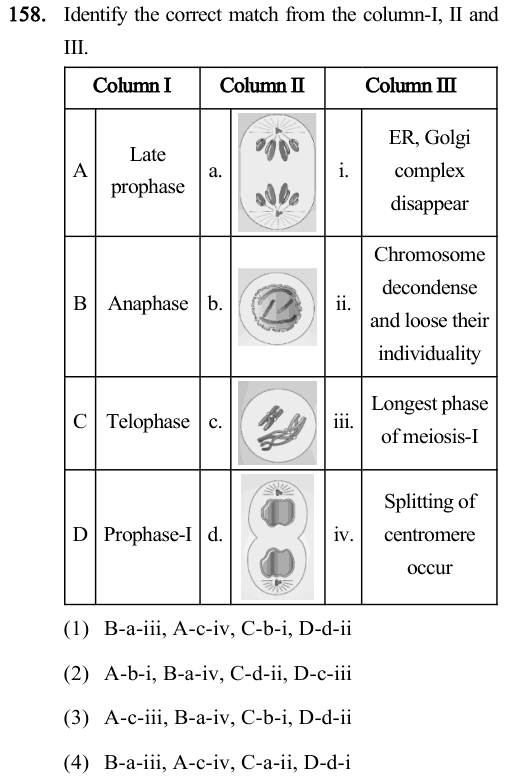 158. Identify the correct match from the column-I, II and
III.
Column I Column II Column III
A Late prophase a. i. ER, Golgi complex disappear
B Anaphase b. ii. Chromosome decondense and loose their individuality
C Telophase c. iii. Longest phase of meiosis-I
D Prophase-I d. iv. Splitting of centromere occur
(1) B-a-iii, A-c-iv, C-b-i, D-d-ii
(2) A-b-i, B-a-iv, C-d-ii, D-c-iii
(3) A-c-iii, B-a-iv, C-b-i, D-d-ii
(4) B-a-iii, A-c-iv, C-a-ii, D-d-i